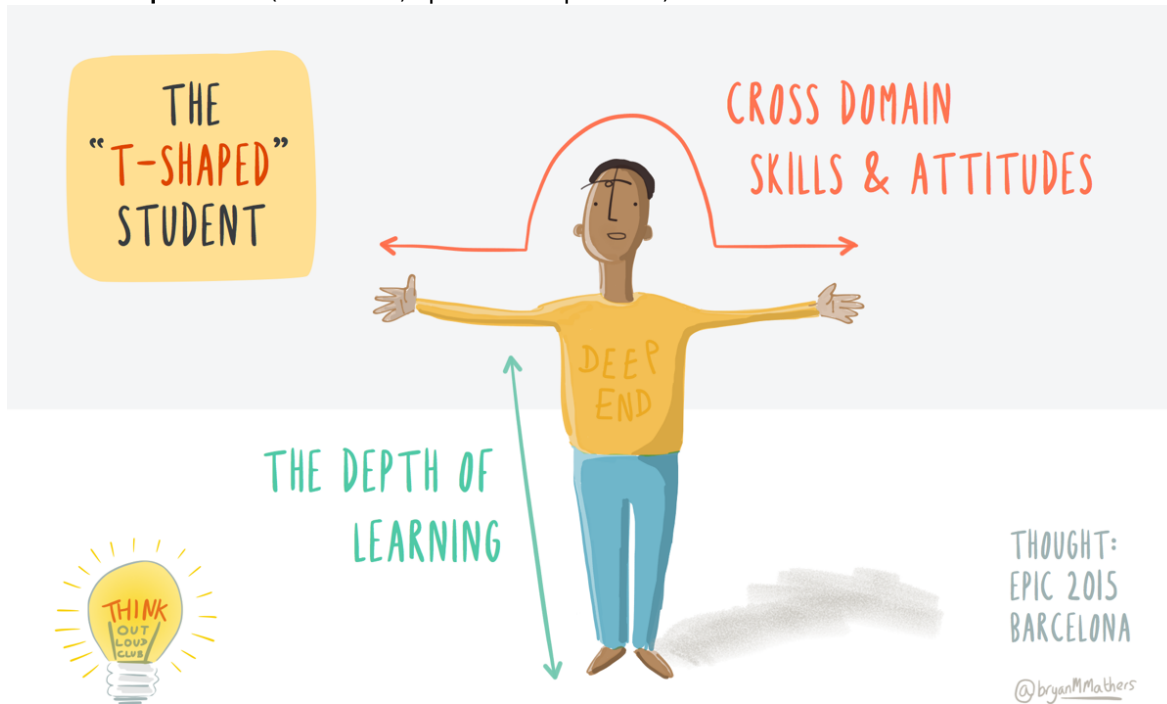 THE
“T-SHAPED”
STUDENT
CROSS DOMAIN
SKILLS & ATTITUDES
DEEP
END
THE DEPTH OF
LEARNING
THINK
OUT
LOUD
CLUB
THOUGHT:
EPIC 2015
BARCELONA
@bryanMMathers